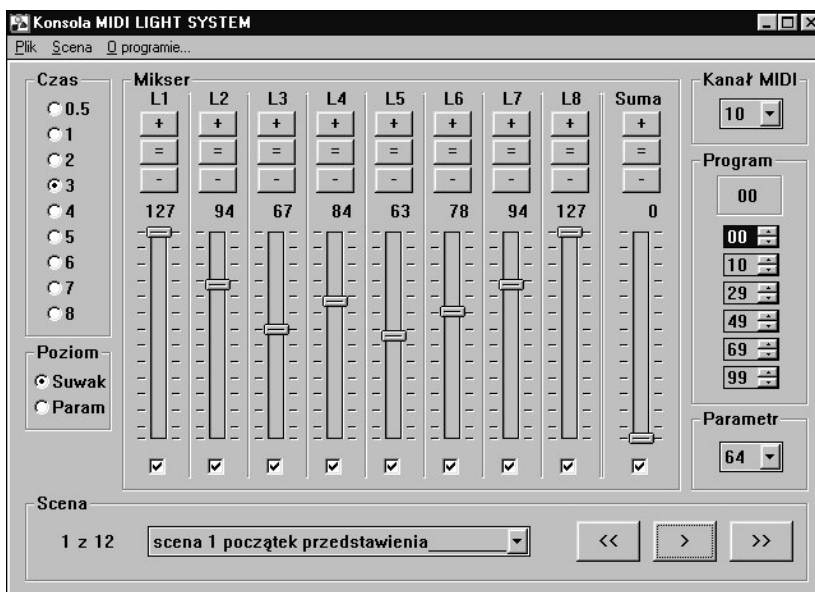 Konsola MIDI LIGHT SYSTEM
Plik Scena O programie...
Czas
0.5
1
2
3
4
5
6
7
8
Poziom
Suwak
Param
Mikser
L1 L2 L3 L4 L5 L6 L7 L8 Suma
+ + + + + + + + +
= = = = = = = = =
- - - - - - - - -
127 94 67 84 63 78 94 127 0
Kanał MIDI
10
Program
00
00
10
29
49
69
99
Parametr
64
Scena
1 z 12 scena 1 początek przedstawienia______________ << > >>